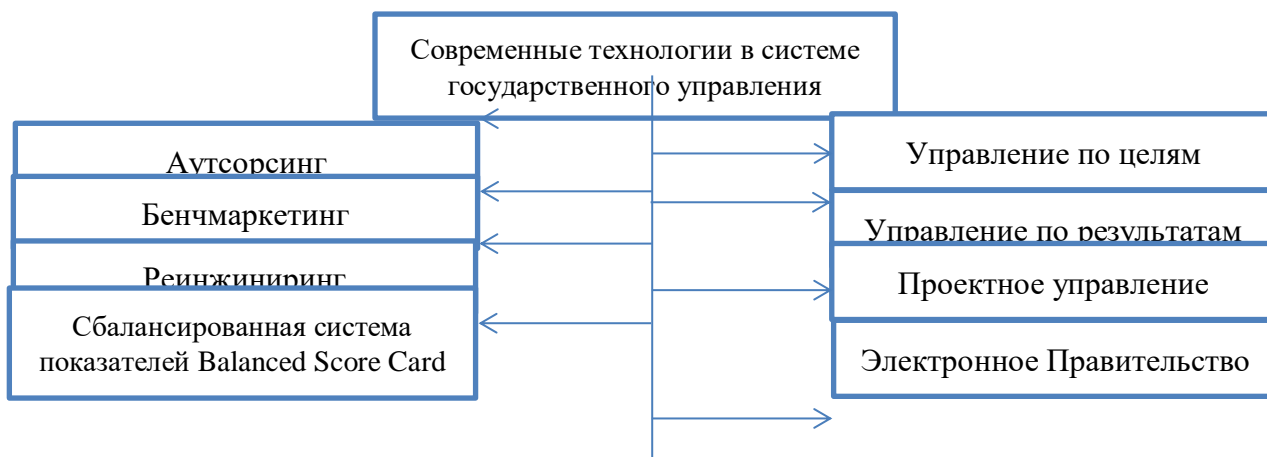 Современные технологии в системе
государственного управления
Аутсорсинг
Бенчмаркетинг
Реинжиниринг
Сбалансированная система
показателей Balanced Score Card
Управление по целям
Управление по результатам
Проектное управление
Электронное Правительство